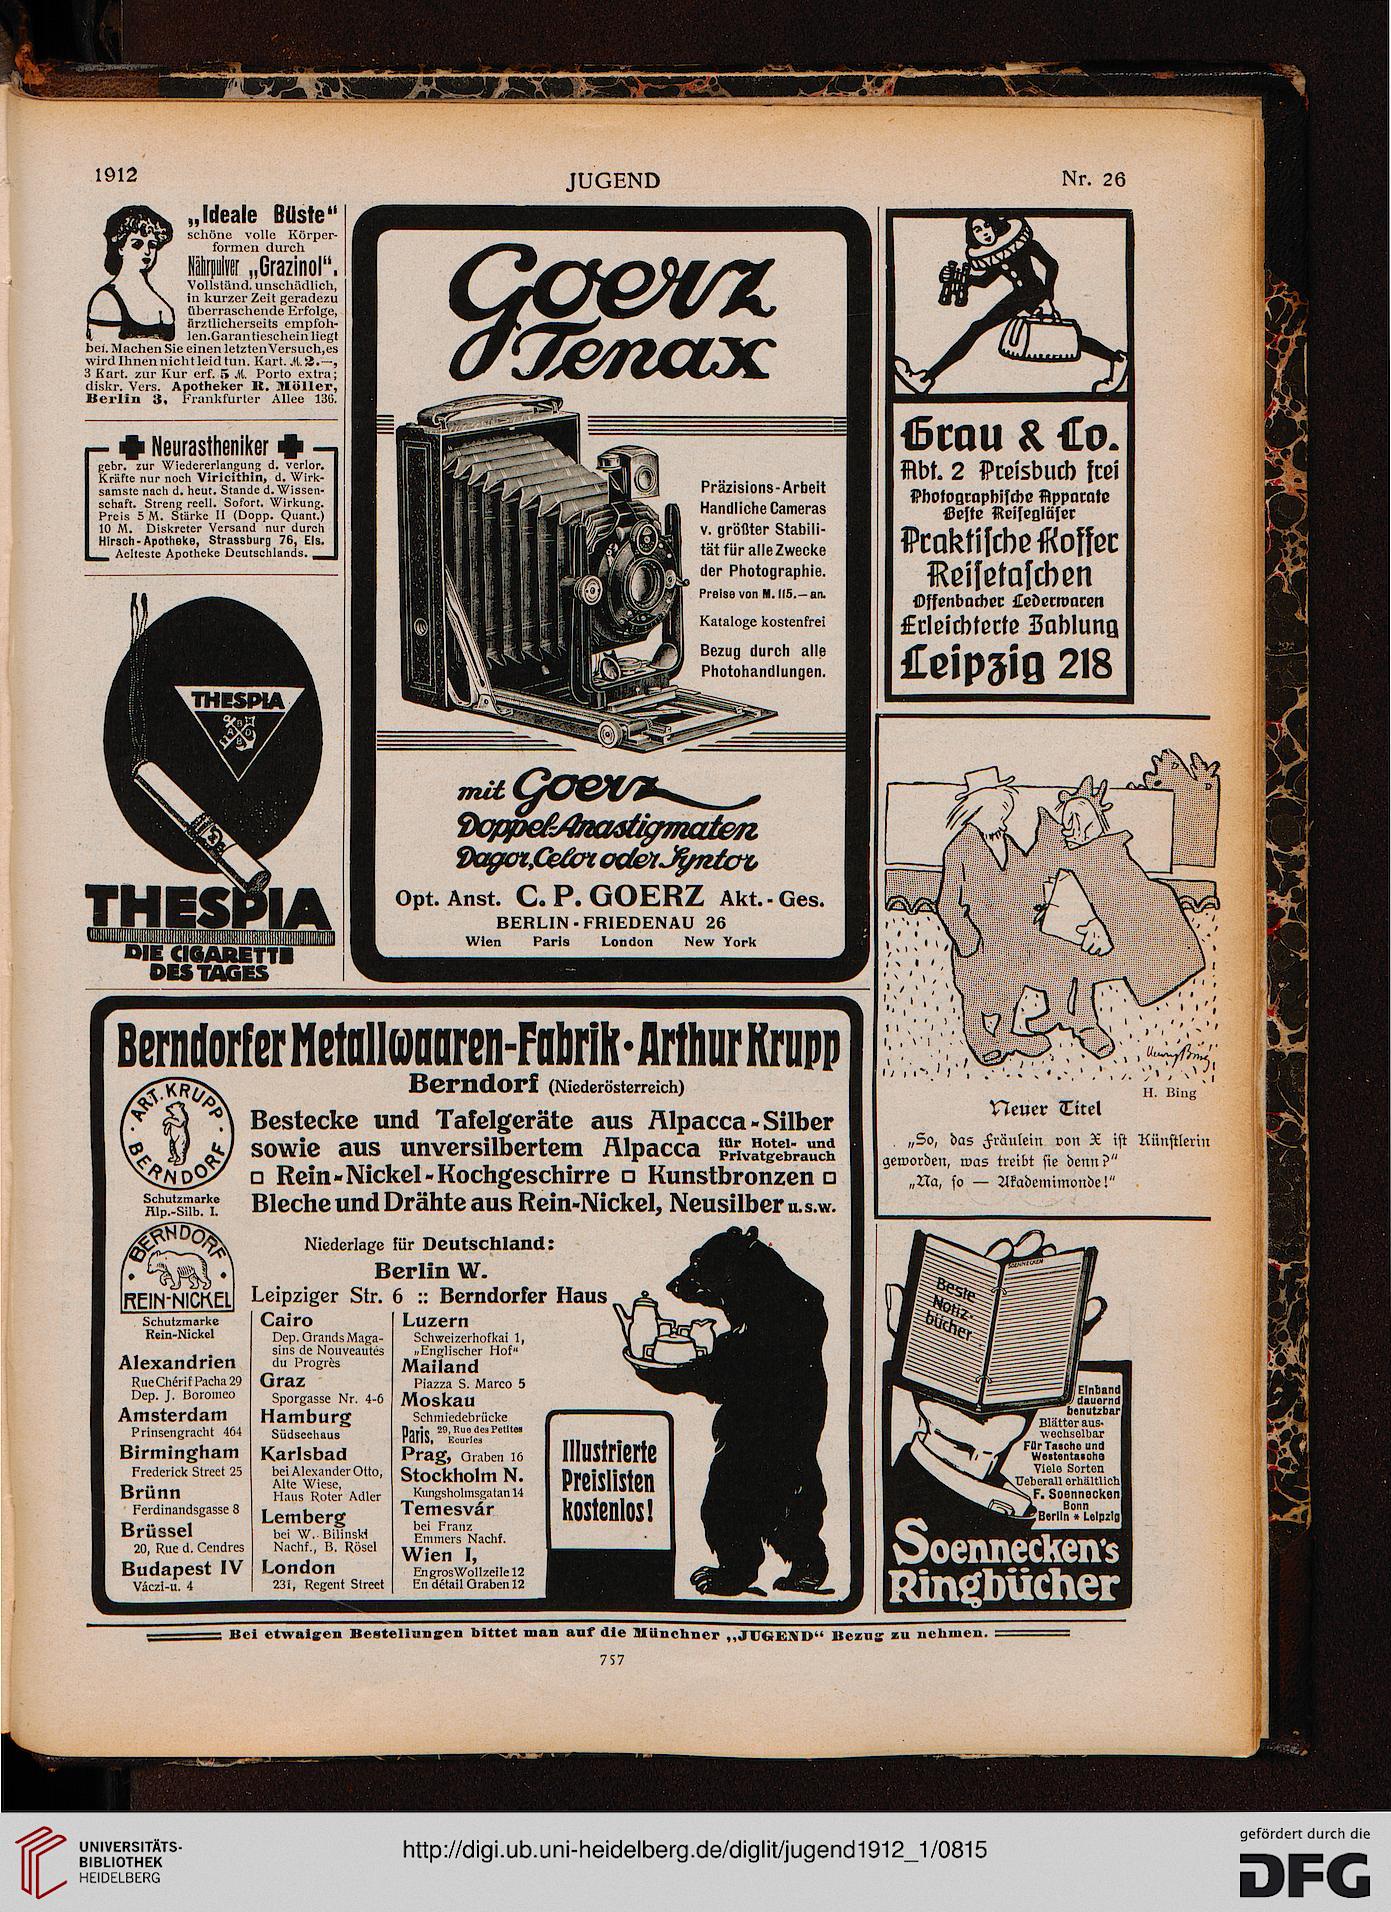 1912
JUGEND
Nr. 26
„Ideale Büste“
schöne volle Körper-
formen durch
Nährpulver „Grazinol“.
Vollständ. unschädlich,
in kurzer Zeit geradezu
überraschende Erfolge,
ärztlicherseits empfoh-
len. Garantieschein liegt
bei. Machen Sie einen letzten Versuch, es
wird Ihnen nicht leid tun. Kart. ℳ 2.—,
3 Kart. zur Kur erf. 5 ℳ. Porto extra;
diskr. Vers. Apotheker R. Möller,
Berlin 3, Frankfurter Allee 136.
Neurastheniker
gebr. zur Wiedererlangung d. verlor.
Kräfte nur noch Viricithin, d. Wirk-
samste nach d. heut. Stande d. Wissen-
schaft. Streng reell. Sofort. Wirkung.
Preis 5 M. Stärke II (Dopp. Quant.)
10 M. Diskreter Versand nur durch
Hirsch-Apotheke, Strassburg 76, Els.
Aelteste Apotheke Deutschlands.
THESPIA
THESPIA
DIE CIGARETTE
DES TAGES
Goerz
Tenax
Präzisions-Arbeit
Handliche Cameras
v. größter Stabili-
tät für alle Zwecke
der Photographie.
Preise von M. 115.— an.
Kataloge kostenfrei
Bezug durch alle
Photohandlungen.
mit Goerz
Doppel-Anastigmaten
Dagor, Celor oder Syntor
Opt. Anst. C. P. GOERZ Akt.-Ges.
BERLIN-FRIEDENAU 26
Wien Paris London New York
Grau & Co.
Abt. 2 Preisbuch frei
Photographische Apparate
Beste Reisegläser
Praktische Koffer
Reisetaschen
Offenbacher Lederwaren
Erleichterte Zahlung
Leipzig 218
H. Bing
Neuer Titel
„So, das Fräulein von X ist Künstlerin
geworden, was treibt sie denn?“
„Na, so — Akademimonde!“
Berndorfer Metallwaaren-Fabrik · Arthur Krupp
Berndorf (Niederösterreich)
ART. KRUPP
BERNDORF
Schutzmarke
Alp.-Silb. I.
Bestecke und Tafelgeräte aus Alpacca-Silber
sowie aus unversilbertem Alpacca für Hotel- und Privatgebrauch
▫ Rein-Nickel-Kochgeschirre ▫ Kunstbronzen ▫
Bleche und Drähte aus Rein-Nickel, Neusilber u.s.w.
BERNDORF
REIN-NICKEL
Schutzmarke
Rein-Nickel
Niederlage für Deutschland:
Berlin W.
Leipziger Str. 6 :: Berndorfer Haus
Alexandrien
Rue Chérif Pacha 29
Dep. J. Boromeo
Amsterdam
Prinsengracht 464
Birmingham
Frederick Street 25
Brünn
Ferdinandsgasse 8
Brüssel
20, Rue d. Cendres
Budapest IV
Váczi-u. 4
Cairo
Dep. Grands Maga-
sins de Nouveautés
du Progrès
Graz
Sporgasse Nr. 4-6
Hamburg
Südseehaus
Karlsbad
bei Alexander Otto,
Alte Wiese,
Haus Roter Adler
Lemberg
bei W. Bilinski
Nachf., B. Rösel
London
231, Regent Street
Luzern
Schweizerhofkai 1,
„Englischer Hof“
Mailand
Piazza S. Marco 5
Moskau
Schmiedebrücke
Paris, 29, Rue des Petites Ecuries
Prag, Graben 16
Stockholm N.
Kungsholmsgatan 14
Temesvár
bei Franz
Emmers Nachf.
Wien I,
En gros Wollzeile 12
En détail Graben 12
Illustrierte
Preislisten
kostenlos!
SOENNECKEN
Beste
Notiz-
bücher
Einband
dauernd
benutzbar
Blätter aus-
wechselbar
Für Tasche und
Westentasche
Viele Sorten
Ueberall erhältlich
F. Soennecken
Bonn
Berlin * Leipzig
Soennecken's
Ringbücher
Bei etwaigen Bestellungen bittet man auf die Münchner „JUGEND“ Bezug zu nehmen.
757
UNIVERSITÄTS-
BIBLIOTHEK
HEIDELBERG
http://digi.ub.uni-heidelberg.de/diglit/jugend1912_1/0815
gefördert durch die
DFG